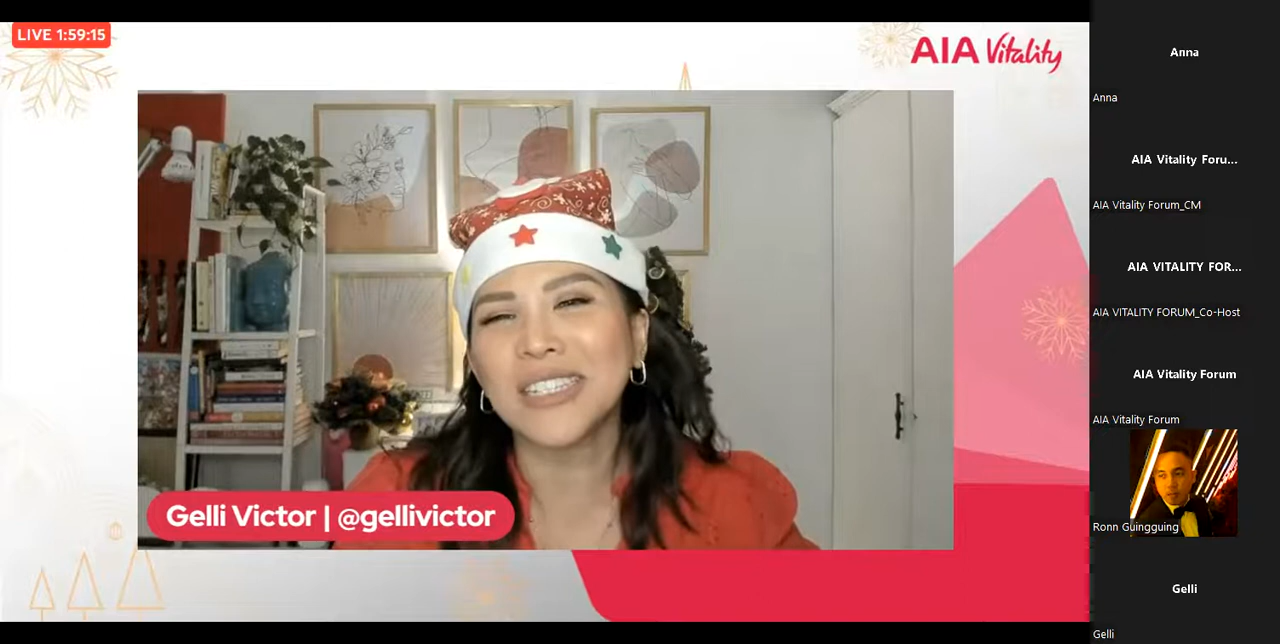 LIVE 1:59:15
AIA Vitality
Gelli Victor | @gellivictor
Anna
Anna
AIA Vitality Foru...
AIA Vitality Forum_CM
AIA VITALITY FOR...
AIA VITALITY FORUM_Co-Host
AIA Vitality Forum
AIA Vitality Forum
Ronn Guingguing
Gelli
Gelli